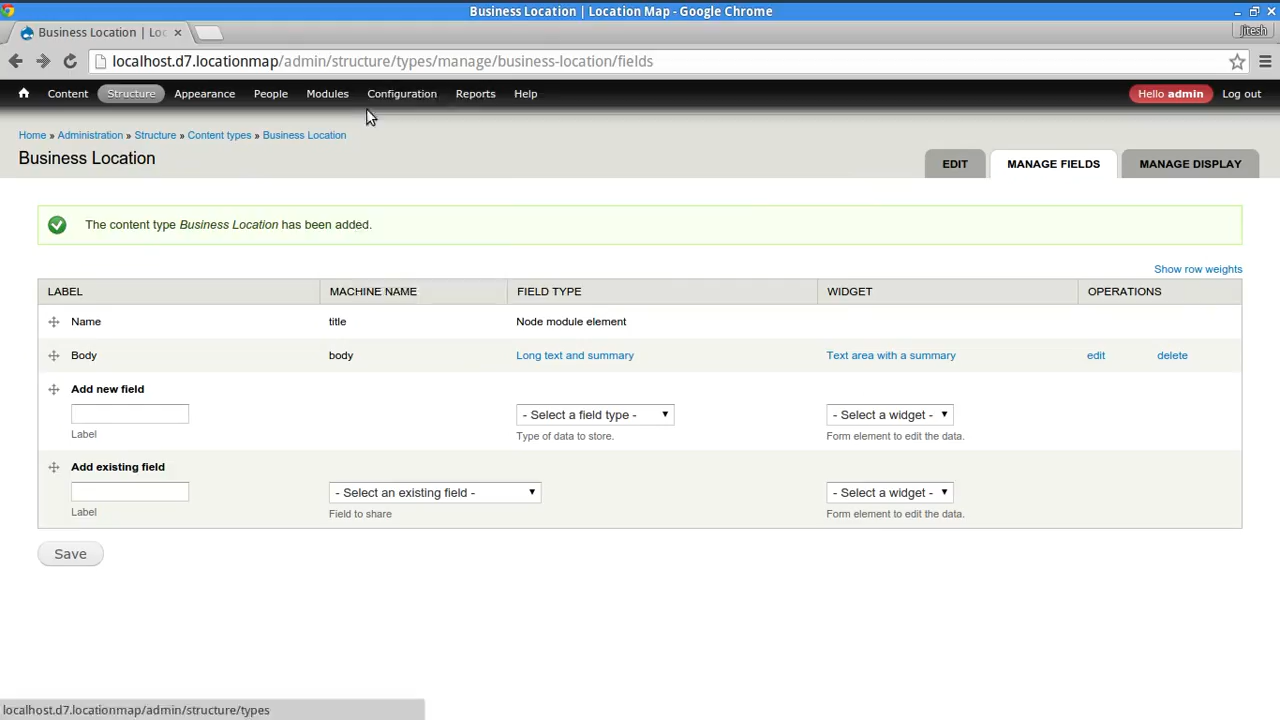 Business Location | Location Map - Google Chrome
Business Location | Loc
Jitesh
localhost.d7.locationmap/admin/structure/types/manage/business-location/fields
Content Structure Appearance People Modules Configuration Reports Help Hello admin Log out
Home » Administration » Structure » Content types » Business Location
Business Location
EDIT MANAGE FIELDS MANAGE DISPLAY
The content type Business Location has been added.
Show row weights
LABEL MACHINE NAME FIELD TYPE WIDGET OPERATIONS
Name title Node module element
Body body Long text and summary Text area with a summary edit delete
Add new field
- Select a field type - - Select a widget -
Label Type of data to store. Form element to edit the data.
Add existing field
- Select an existing field - - Select a widget -
Label Field to share Form element to edit the data.
Save
localhost.d7.locationmap/admin/structure/types